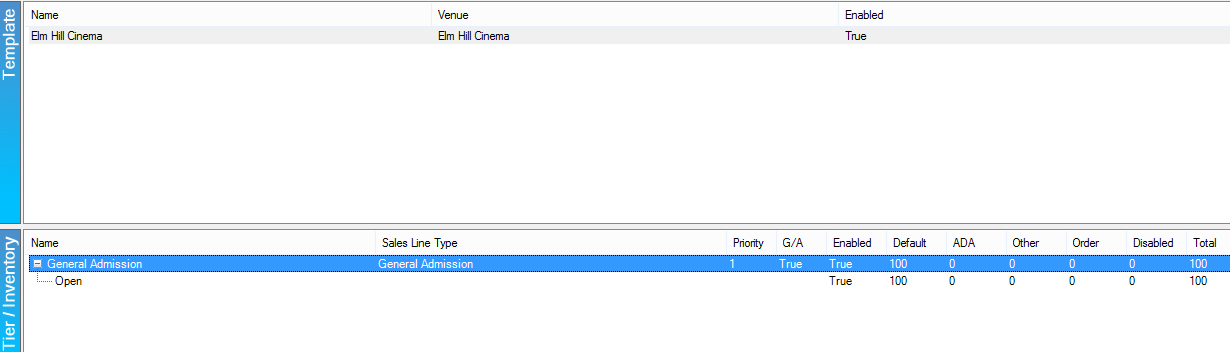 Template
Name Venue Enabled
Elm Hill Cinema Elm Hill Cinema True
Tier / Inventory
Name Sales Line Type Priority G/A Enabled Default ADA Other Order Disabled Total
General Admission General Admission 1 True True 100 0 0 0 0 100
Open True 100 0 0 0 0 100